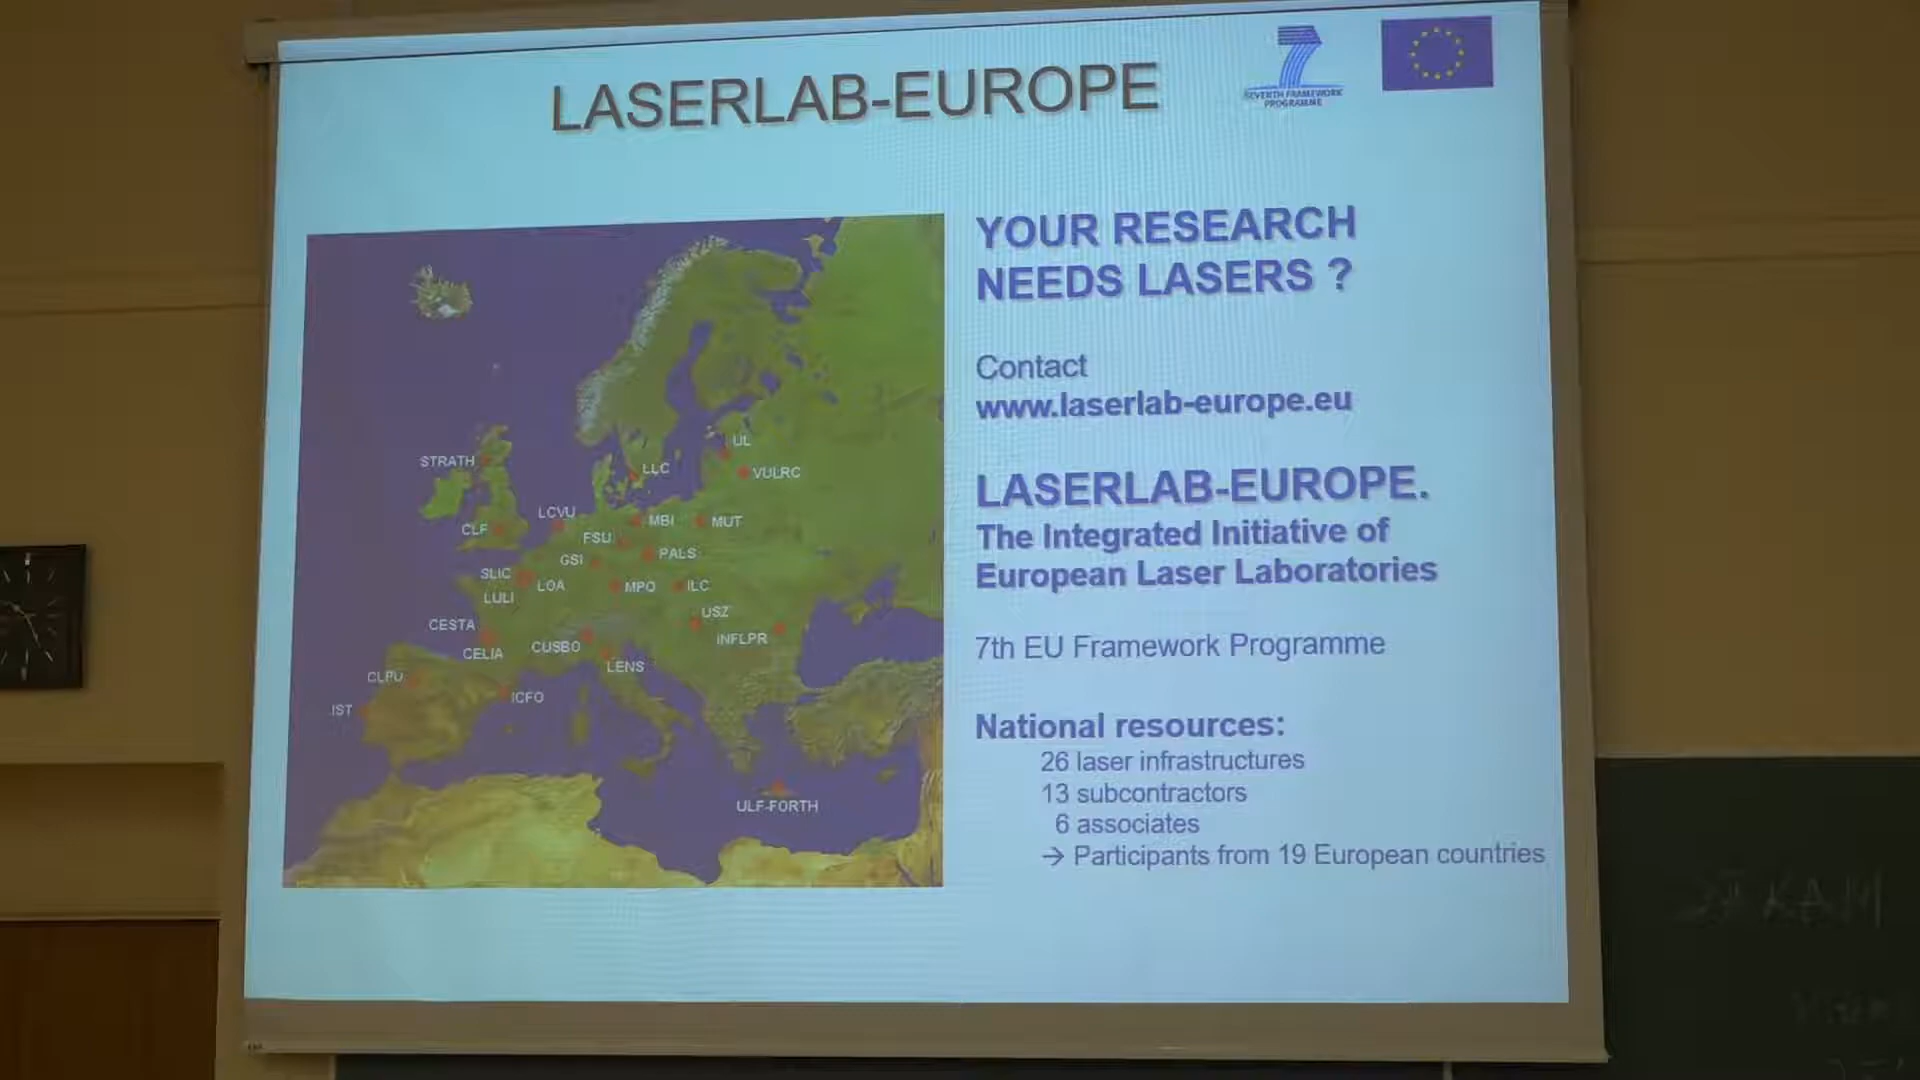 LASERLAB-EUROPE
SEVENTH FRAMEWORK
PROGRAMME
YOUR RESEARCH
NEEDS LASERS ?
Contact
www.laserlab-europe.eu
LASERLAB-EUROPE.
The Integrated Initiative of
European Laser Laboratories
7th EU Framework Programme
National resources:
26 laser infrastructures
13 subcontractors
6 associates
→ Participants from 19 European countries
UL
STRATH
LLC
VULRC
LCVU
MBI
MUT
CLF
FSU
PALS
GSI
SLIC
LOA
MPQ
ILC
LULI
USZ
CESTA
INFLPR
CUSBO
CELIA
LENS
CLPU
ICFO
IST
ULF-FORTH